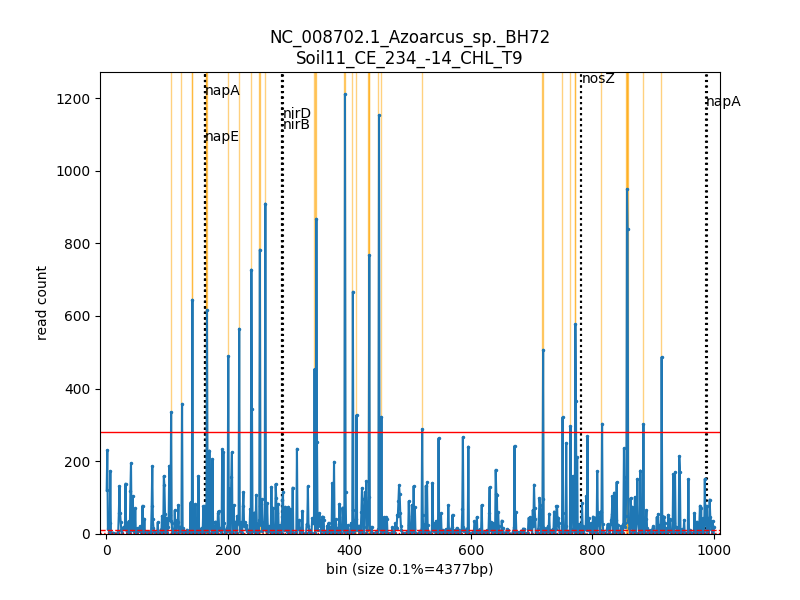 NC_008702.1_Azoarcus_sp._BH72
Soil11_CE_234_-14_CHL_T9
nosZ
napA
napA
nirD
nirB
napE
1200
1000
800
600
400
200
0
read count
0 200 400 600 800 1000
bin (size 0.1%=4377bp)